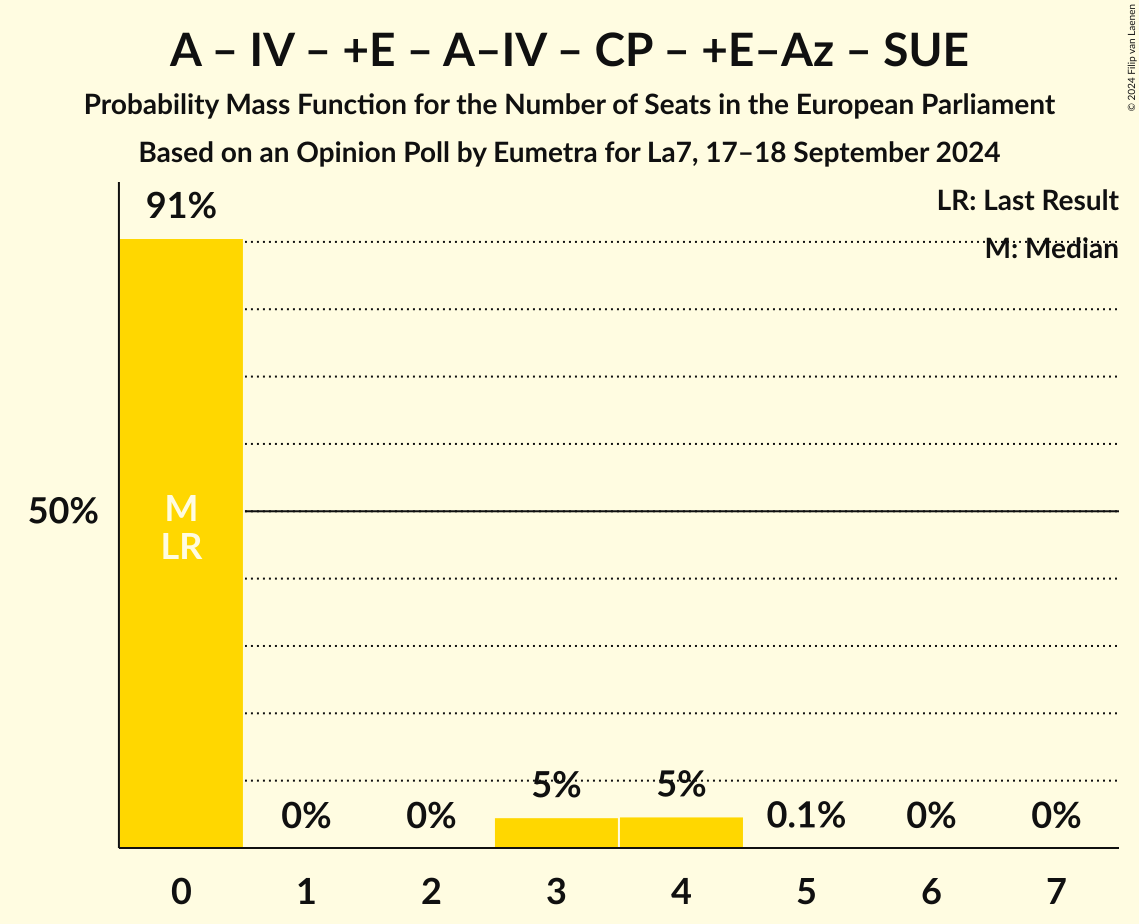 A – IV – +E – A–IV – CP – +E–Az – SUE
Probability Mass Function for the Number of Seats in the European Parliament
Based on an Opinion Poll by Eumetra for La7, 17–18 September 2024
© 2024 Filip van Laenen
LR: Last Result
M: Median
91%
50%
M
LR
0%
0%
5%
5%
0.1%
0%
0%
0
1
2
3
4
5
6
7